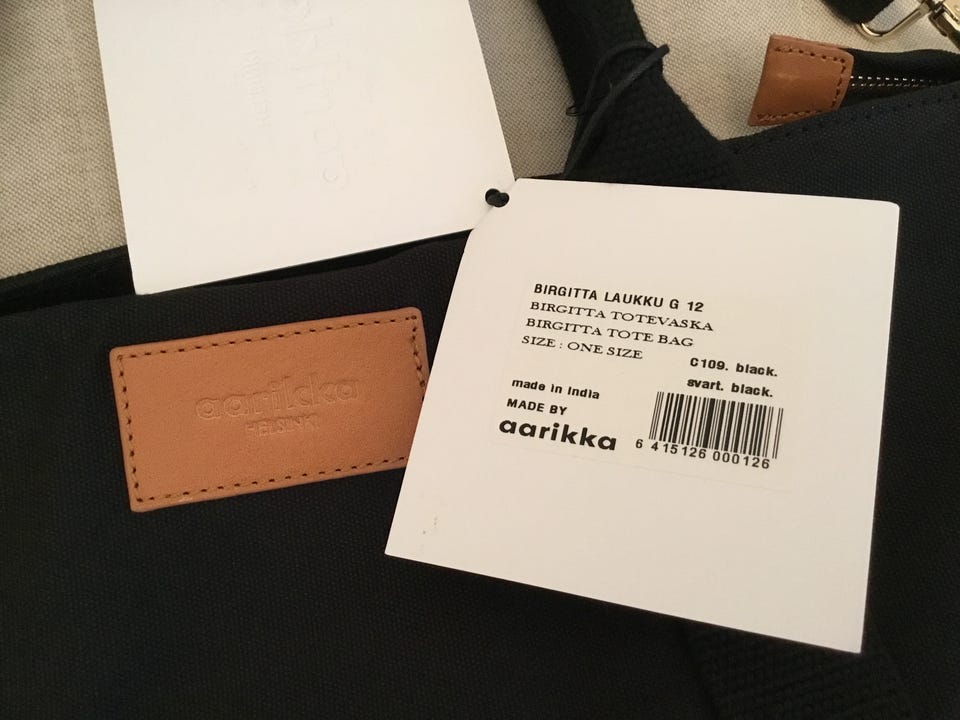 aarikka
HELSINKI
BIRGITTA LAUKKU G 12
BIRGITTA TOTEVASKA
BIRGITTA TOTE BAG
SIZE : ONE SIZE
C109. black.
svart. black.
made in India
MADE BY
aarikka
6 415126 000126